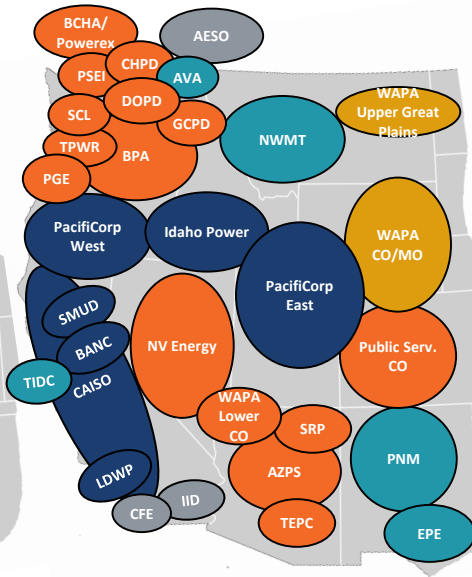 BCHA/
Powerex
AESO
CHPD
PSEI
AVA
DOPD
SCL
GCPD
TPWR
BPA
PGE
NWMT
WAPA
Upper Great
Plains
PacifiCorp
West
Idaho Power
WAPA
CO/MO
PacifiCorp
East
SMUD
BANC
NV Energy
Public Serv.
CO
TIDC
CAISO
WAPA
Lower
CO
SRP
PNM
AZPS
LDWP
IID
CFE
TEPC
EPE